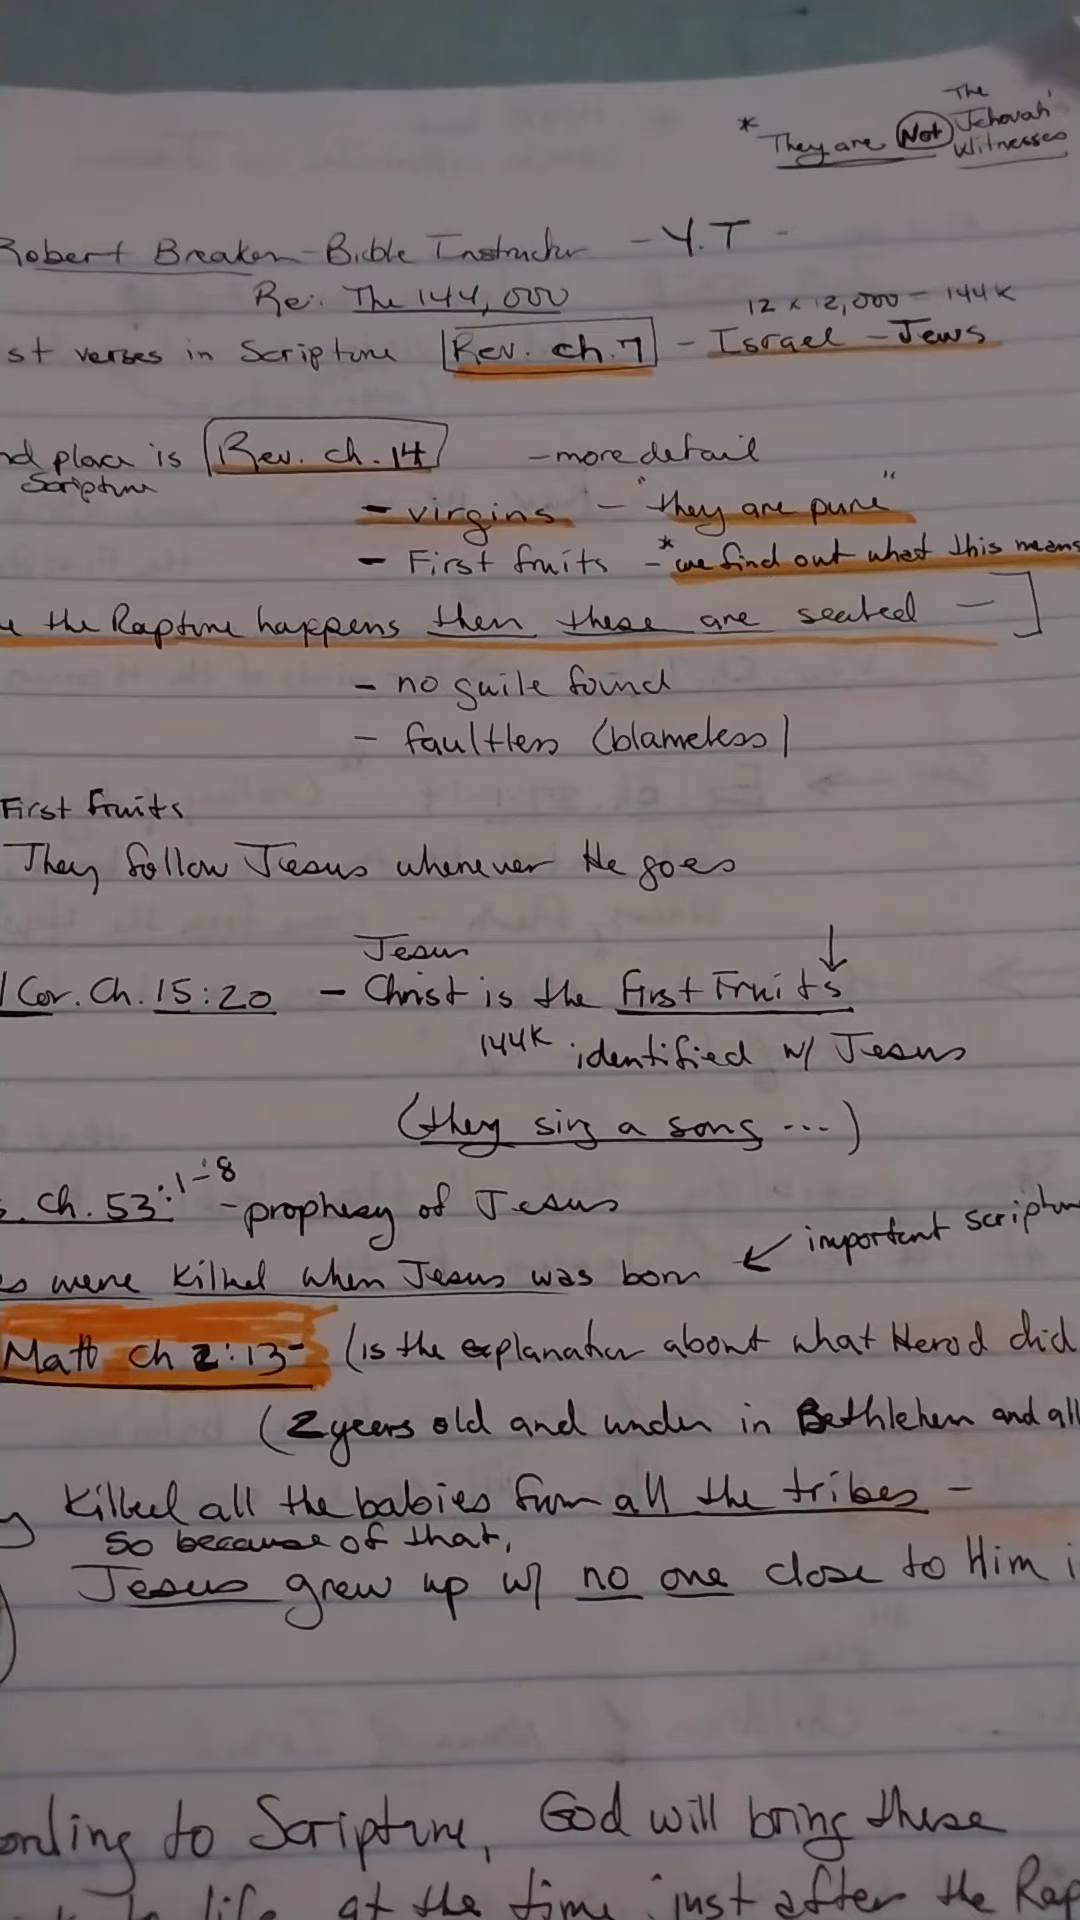 The
* They are Not Jehovah's
Witnesses
Robert Breaker - Bible Instructor - Y.T -
Re: The 144,000
12 x 12,000 = 144K
st verses in Scripture Rev. ch. 7 - Israel - Jews
nd place is Rev. ch. 14 - more detail
Scripture
- virgins - "they are pure"
- First fruits - *we find out what this means
the Rapture happens then these are sealed -
- no guile found
- faultless (blameless)
First fruits
They follow Jesus whenever He goes
Jesus
1 Cor. Ch. 15:20 - Christ is the First Fruits
144K identified w/ Jesus
(they sing a song ...)
s. Ch. 53:1-8 - prophesy of Jesus
important scripture
es were killed when Jesus was born
Matt ch 2:13- (is the explanation about what Herod did
(2 years old and under in Bethlehem and all
Killed all the babies from all the tribes -
so because of that,
Jesus grew up w/ no one close to Him i
ording to Scripture, God will bring these
to life at the time just after the Rap